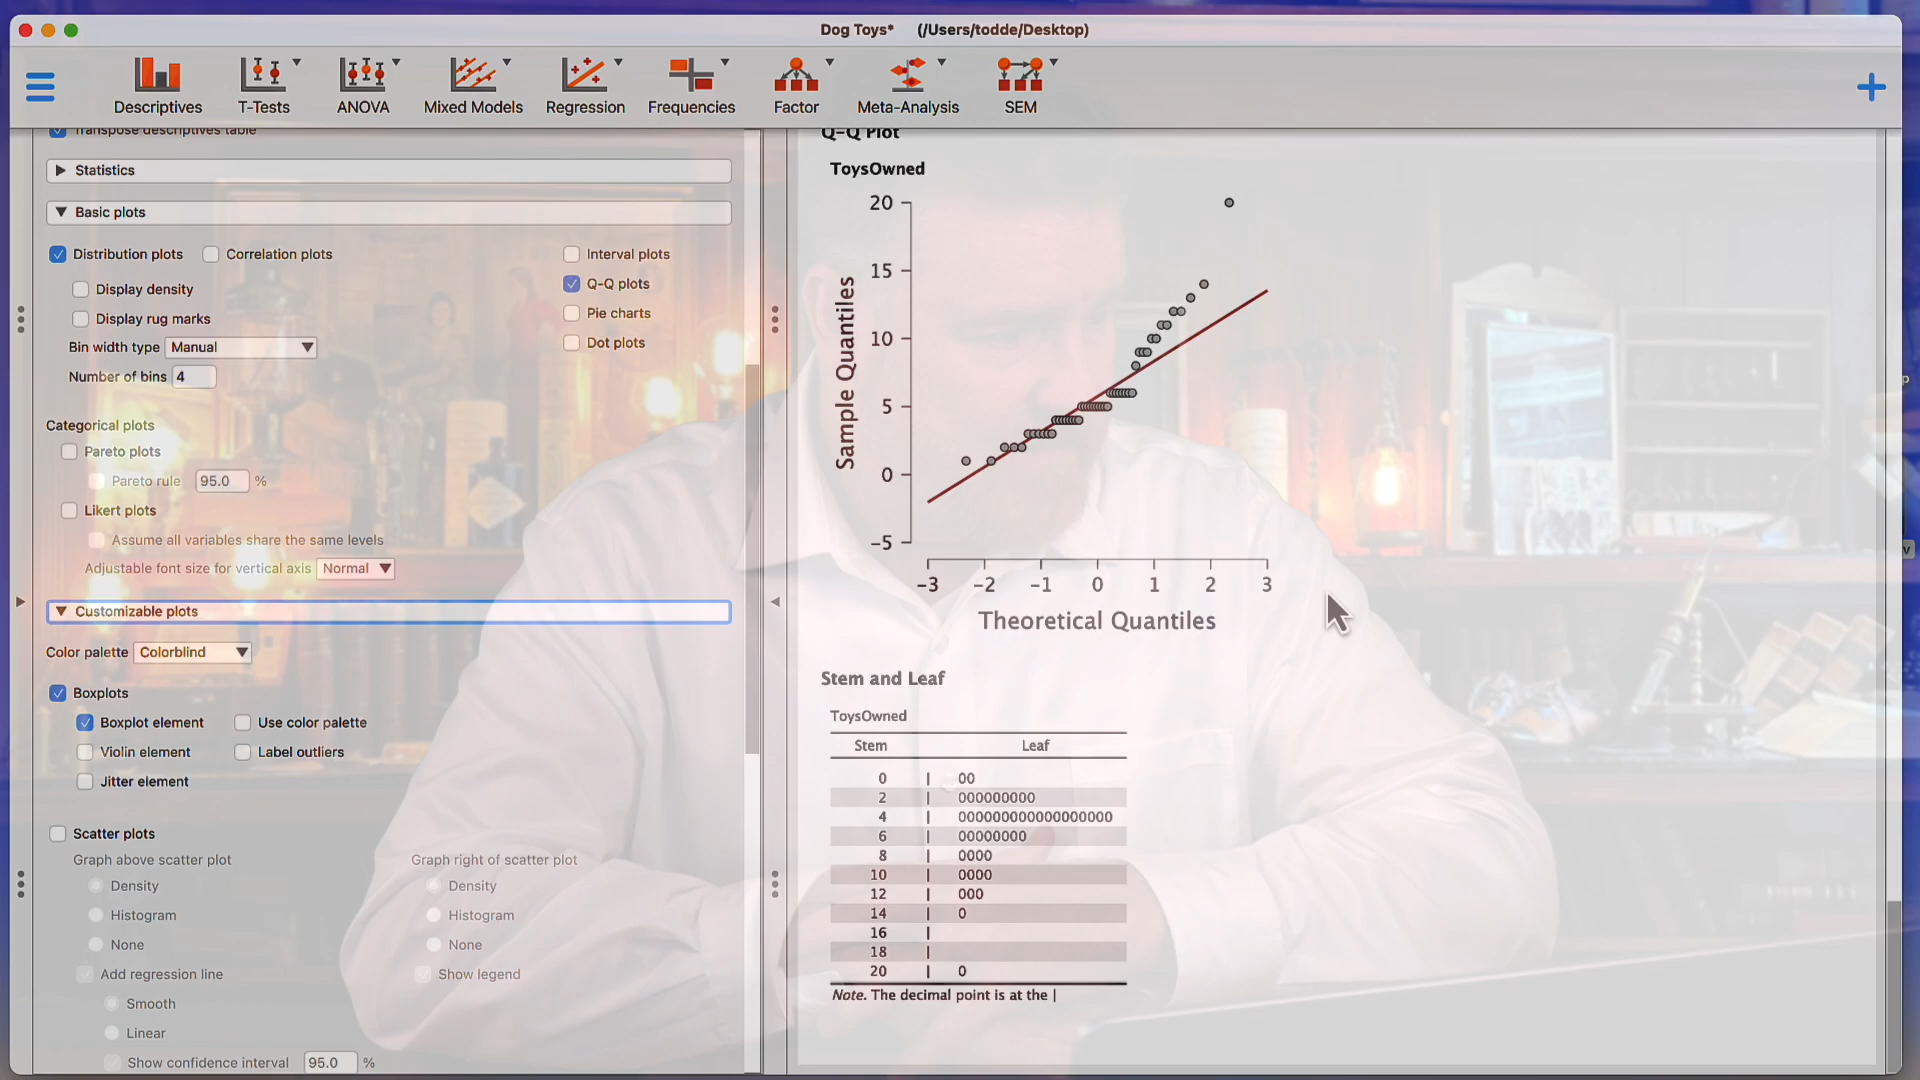 Dog Toys* (/Users/todde/Desktop)
Descriptives T-Tests ANOVA Mixed Models Regression Frequencies Factor Meta-Analysis SEM
Transpose descriptives table
Statistics
Basic plots
Distribution plots Correlation plots Interval plots
Display density Q-Q plots
Display rug marks Pie charts
Bin width type Manual Dot plots
Number of bins 4
Categorical plots
Pareto plots
Pareto rule 95.0 %
Likert plots
Assume all variables share the same levels
Adjustable font size for vertical axis Normal
Customizable plots
Color palette Colorblind
Boxplots
Boxplot element Use color palette
Violin element Label outliers
Jitter element
Scatter plots
Graph above scatter plot Graph right of scatter plot
Density Density
Histogram Histogram
None None
Add regression line Show legend
Smooth
Linear
Show confidence interval 95.0 %
Q-Q Plot
ToysOwned
20
15
10
5
0
-5
Sample Quantiles
-3 -2 -1 0 1 2 3
Theoretical Quantiles
Stem and Leaf
ToysOwned
Stem Leaf
0 | 00
2 | 000000000
4 | 000000000000000000
6 | 00000000
8 | 0000
10 | 0000
12 | 000
14 | 0
16 |
18 |
20 | 0
Note. The decimal point is at the |